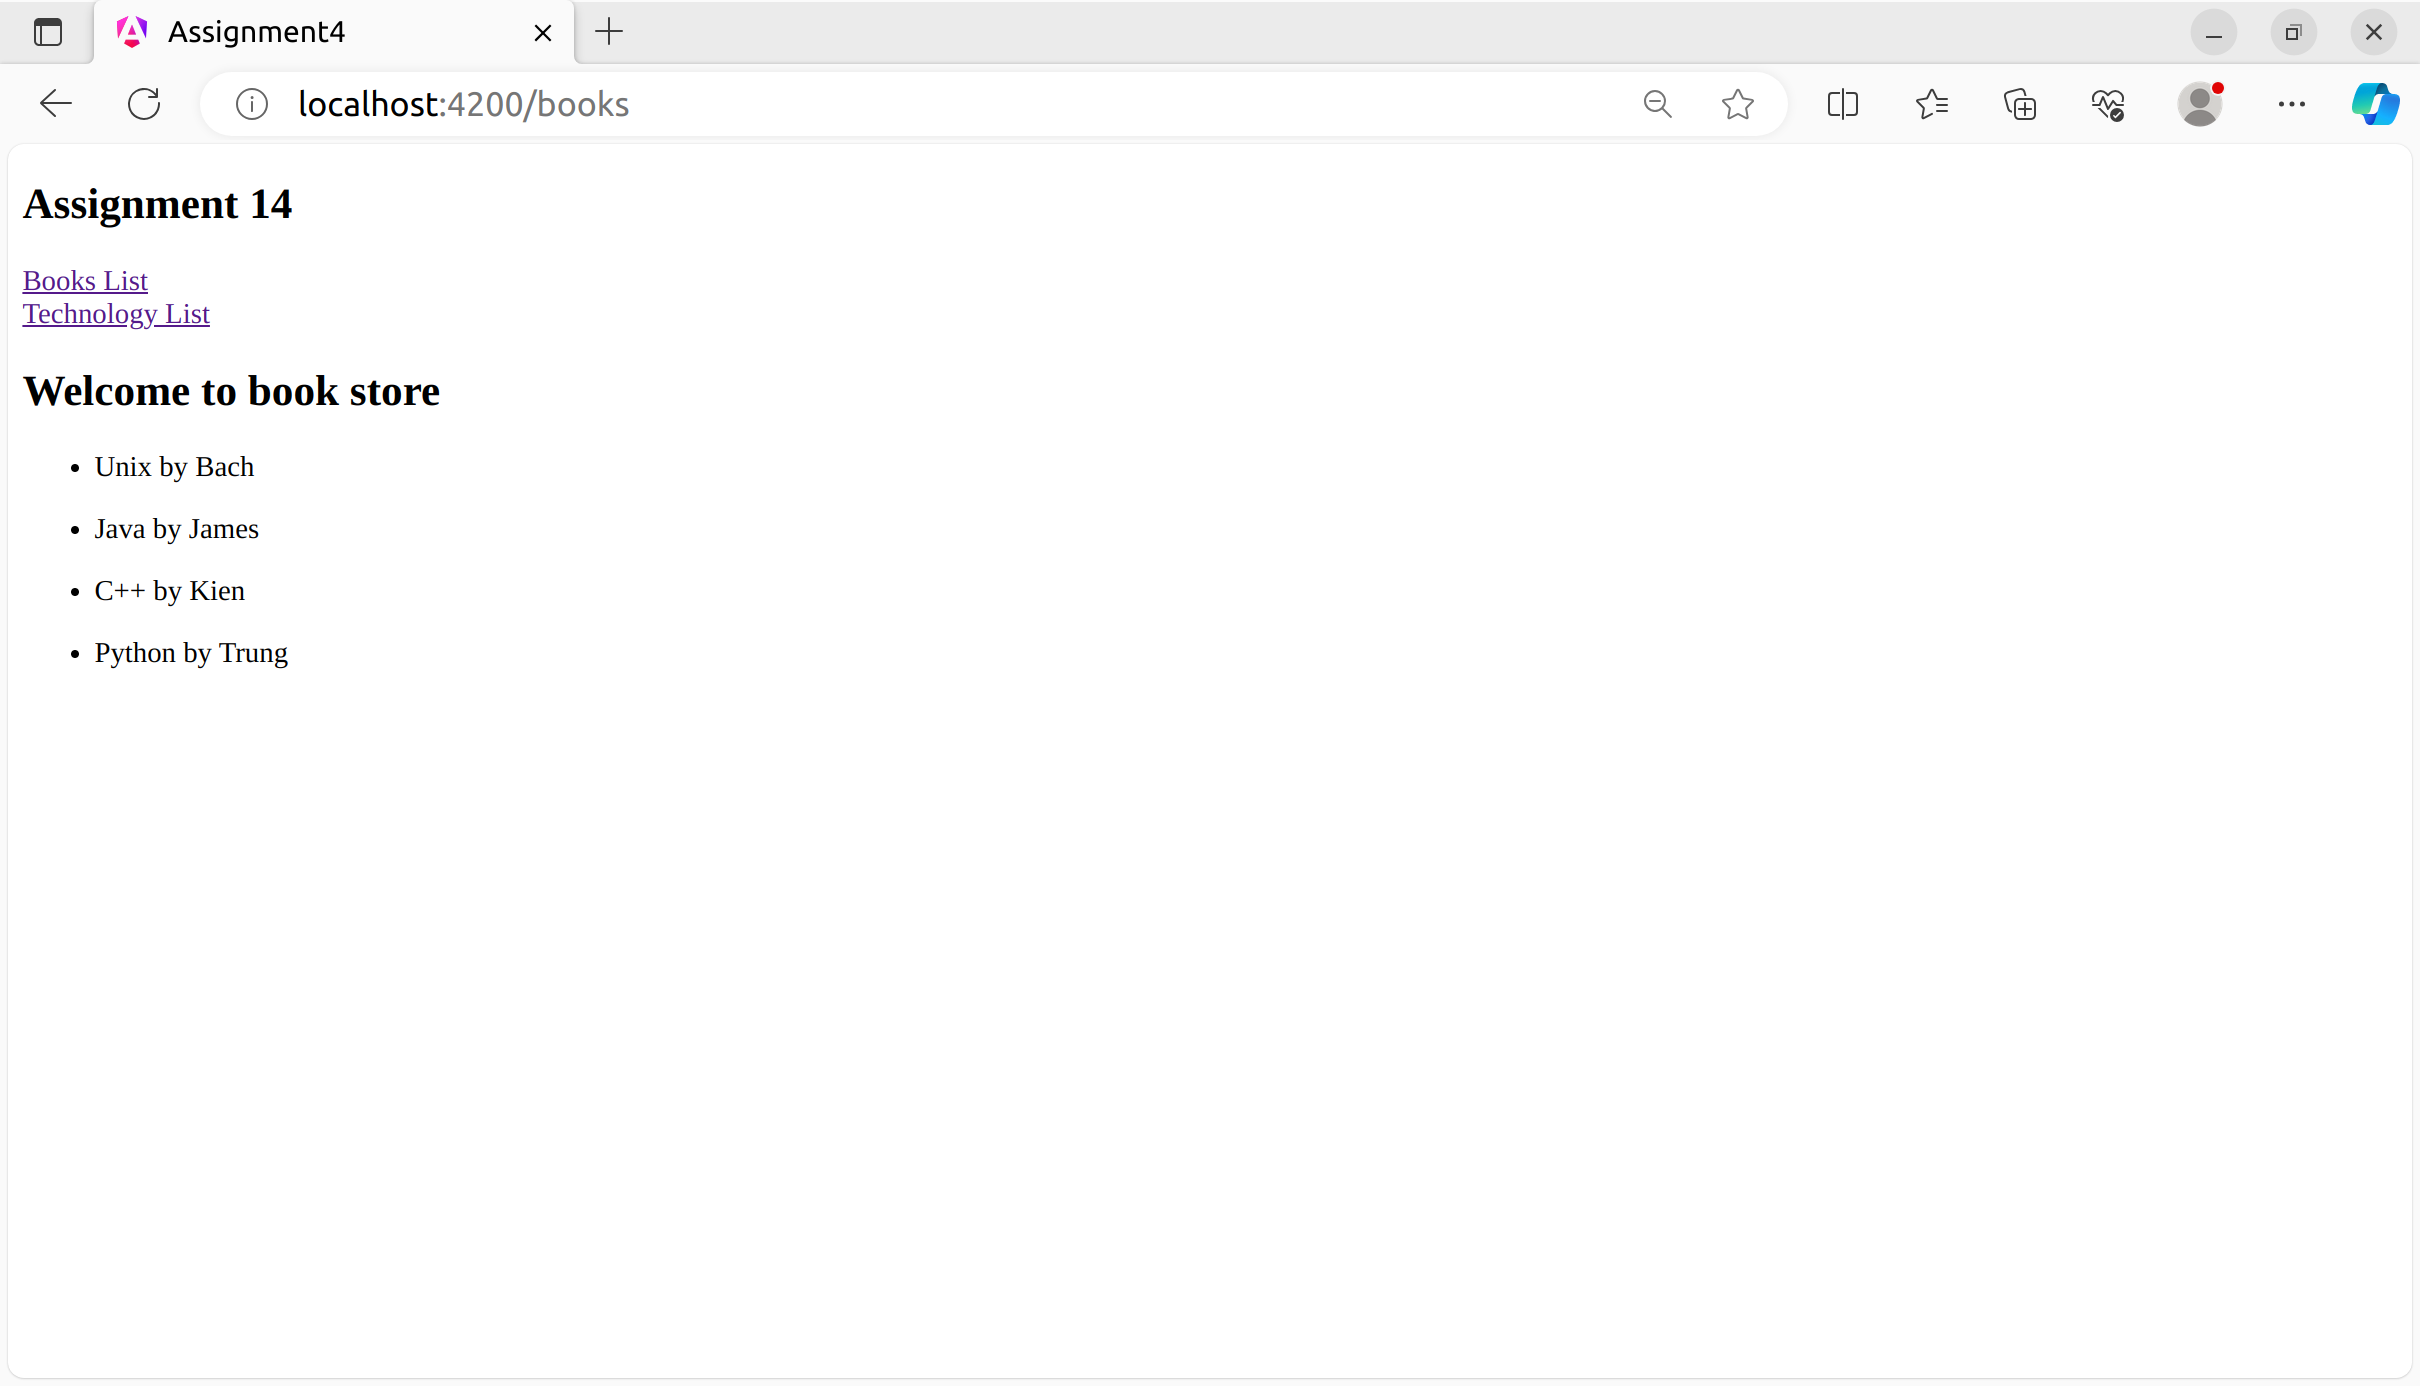 Assignment4
localhost:4200/books
Assignment 14
Books List
Technology List
Welcome to book store
Unix by Bach
Java by James
C++ by Kien
Python by Trung